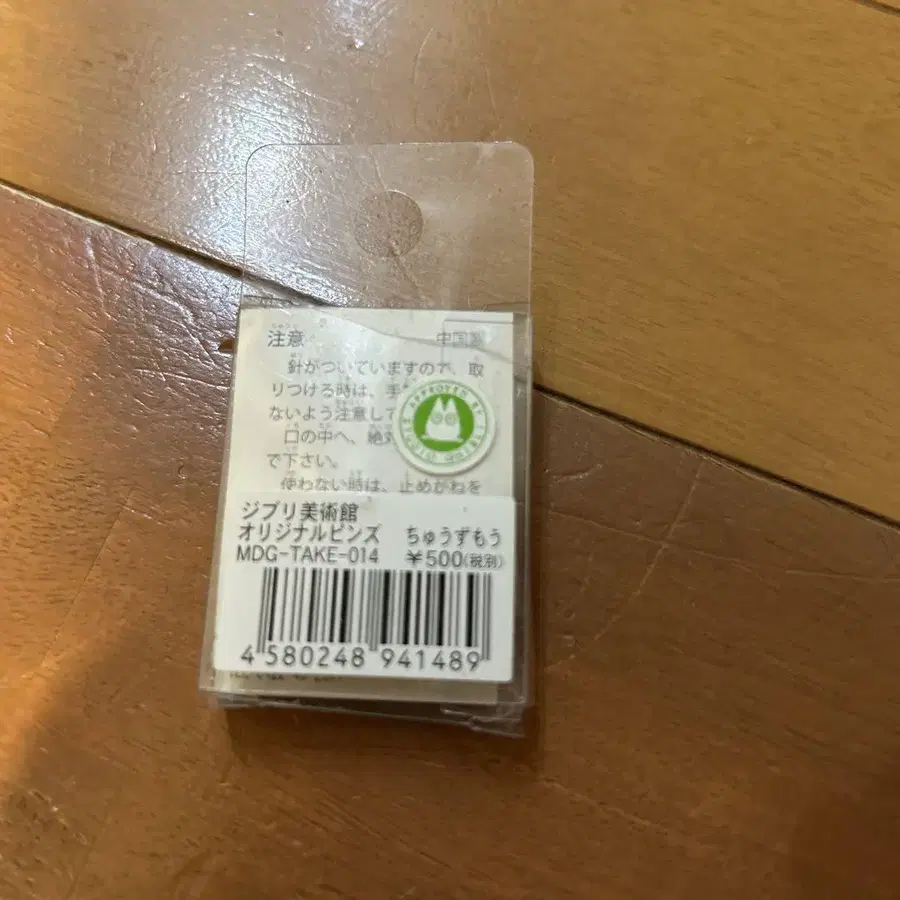 注意 中国製
針がついていますので、取
りつける時は、手
ないよう注意して
口の中へ、絶対
で下さい。
使わない時は、止めがねを
APPROVED BY
ジブリ美術館
オリジナルピンズ ちゅうずもう
MDG-TAKE-014 ¥500(税別)
4 580248 941489